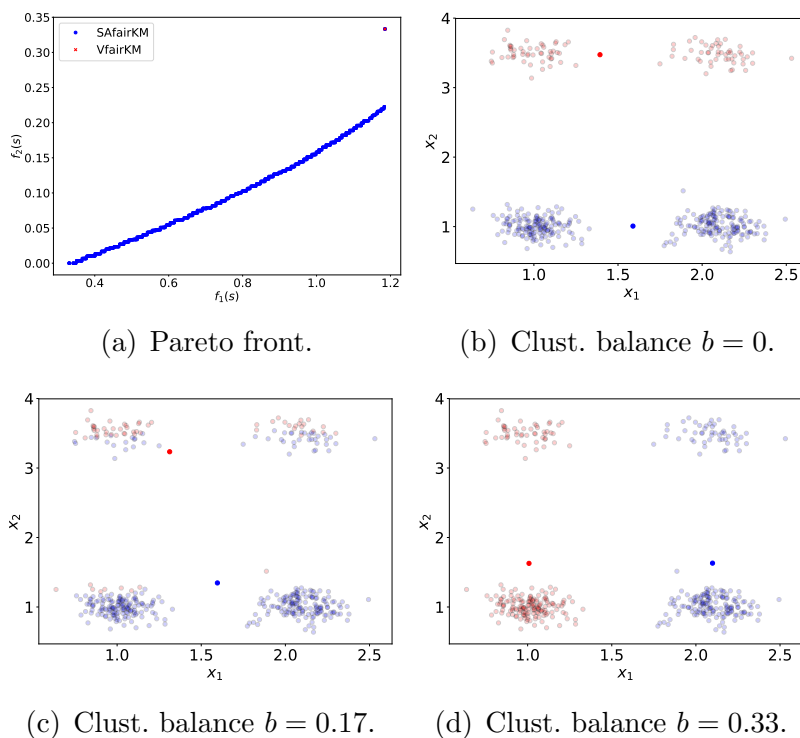 0.35
0.30
0.25
0.20
0.15
0.10
0.05
0.00
f₂(s)
SAfairKM
VfairKM
0.4 0.6 0.8 1.0 1.2
f₁(s)
(a) Pareto front.
4
3
2
1
x₂
1.0 1.5 2.0 2.5
x₁
(b) Clust. balance b = 0.
4
3
2
1
x₂
1.0 1.5 2.0 2.5
x₁
(c) Clust. balance b = 0.17.
4
3
2
1
x₂
1.0 1.5 2.0 2.5
x₁
(d) Clust. balance b = 0.33.